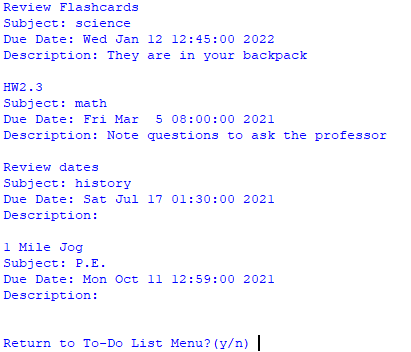 Review Flashcards
Subject: science
Due Date: Wed Jan 12 12:45:00 2022
Description: They are in your backpack

HW2.3
Subject: math
Due Date: Fri Mar  5 08:00:00 2021
Description: Note questions to ask the professor

Review dates
Subject: history
Due Date: Sat Jul 17 01:30:00 2021
Description:

1 Mile Jog
Subject: P.E.
Due Date: Mon Oct 11 12:59:00 2021
Description:

Return to To-Do List Menu?(y/n)